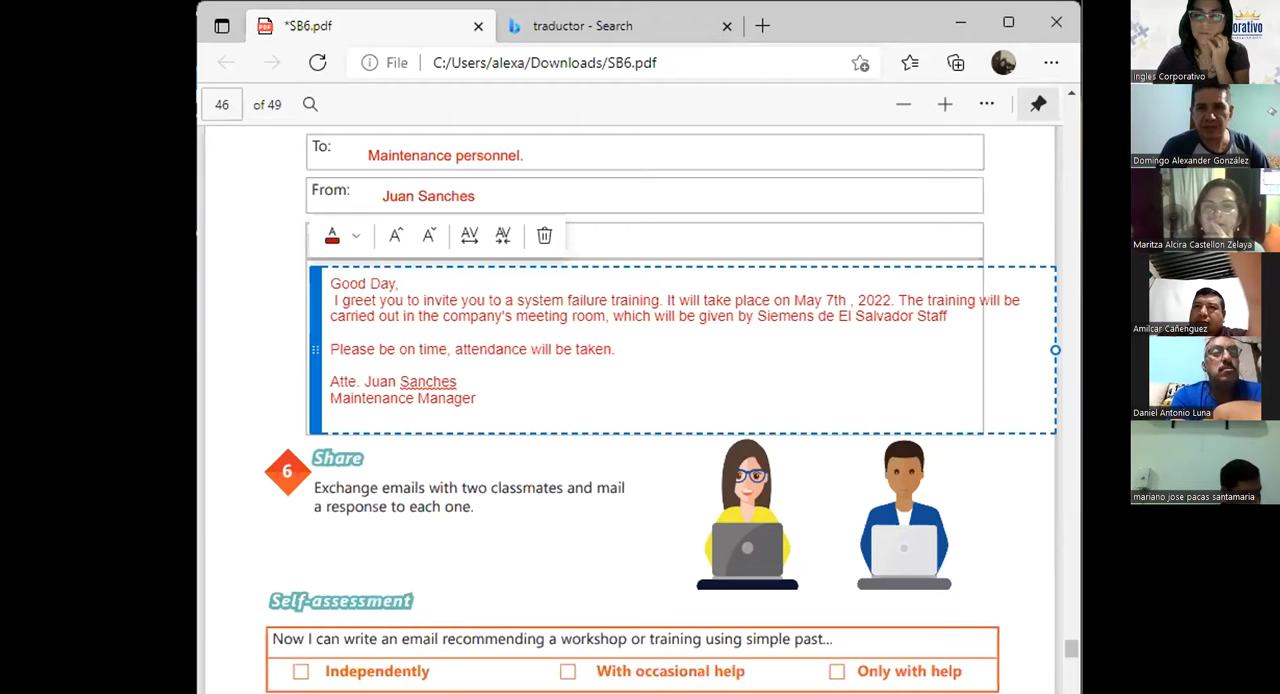 *SB6.pdf
traductor - Search
File
C:/Users/alexa/Downloads/SB6.pdf
46
of 49
To:
Maintenance personnel.
From:
Juan Sanches
Good Day,
I greet you to invite you to a system failure training. It will take place on May 7th , 2022. The training will be
carried out in the company's meeting room, which will be given by Siemens de El Salvador Staff
Please be on time, attendance will be taken.
Atte. Juan Sanches
Maintenance Manager
6
Share
Exchange emails with two classmates and mail
a response to each one.
Self-assessment
Now I can write an email recommending a workshop or training using simple past...
Independently
With occasional help
Only with help
orativo
Ingles Corporativo
Domingo Alexander González
Maritza Alcira Castellon Zelaya
Amilcar Cañenguez
Daniel Antonio Luna
mariano jose pacas santamaria